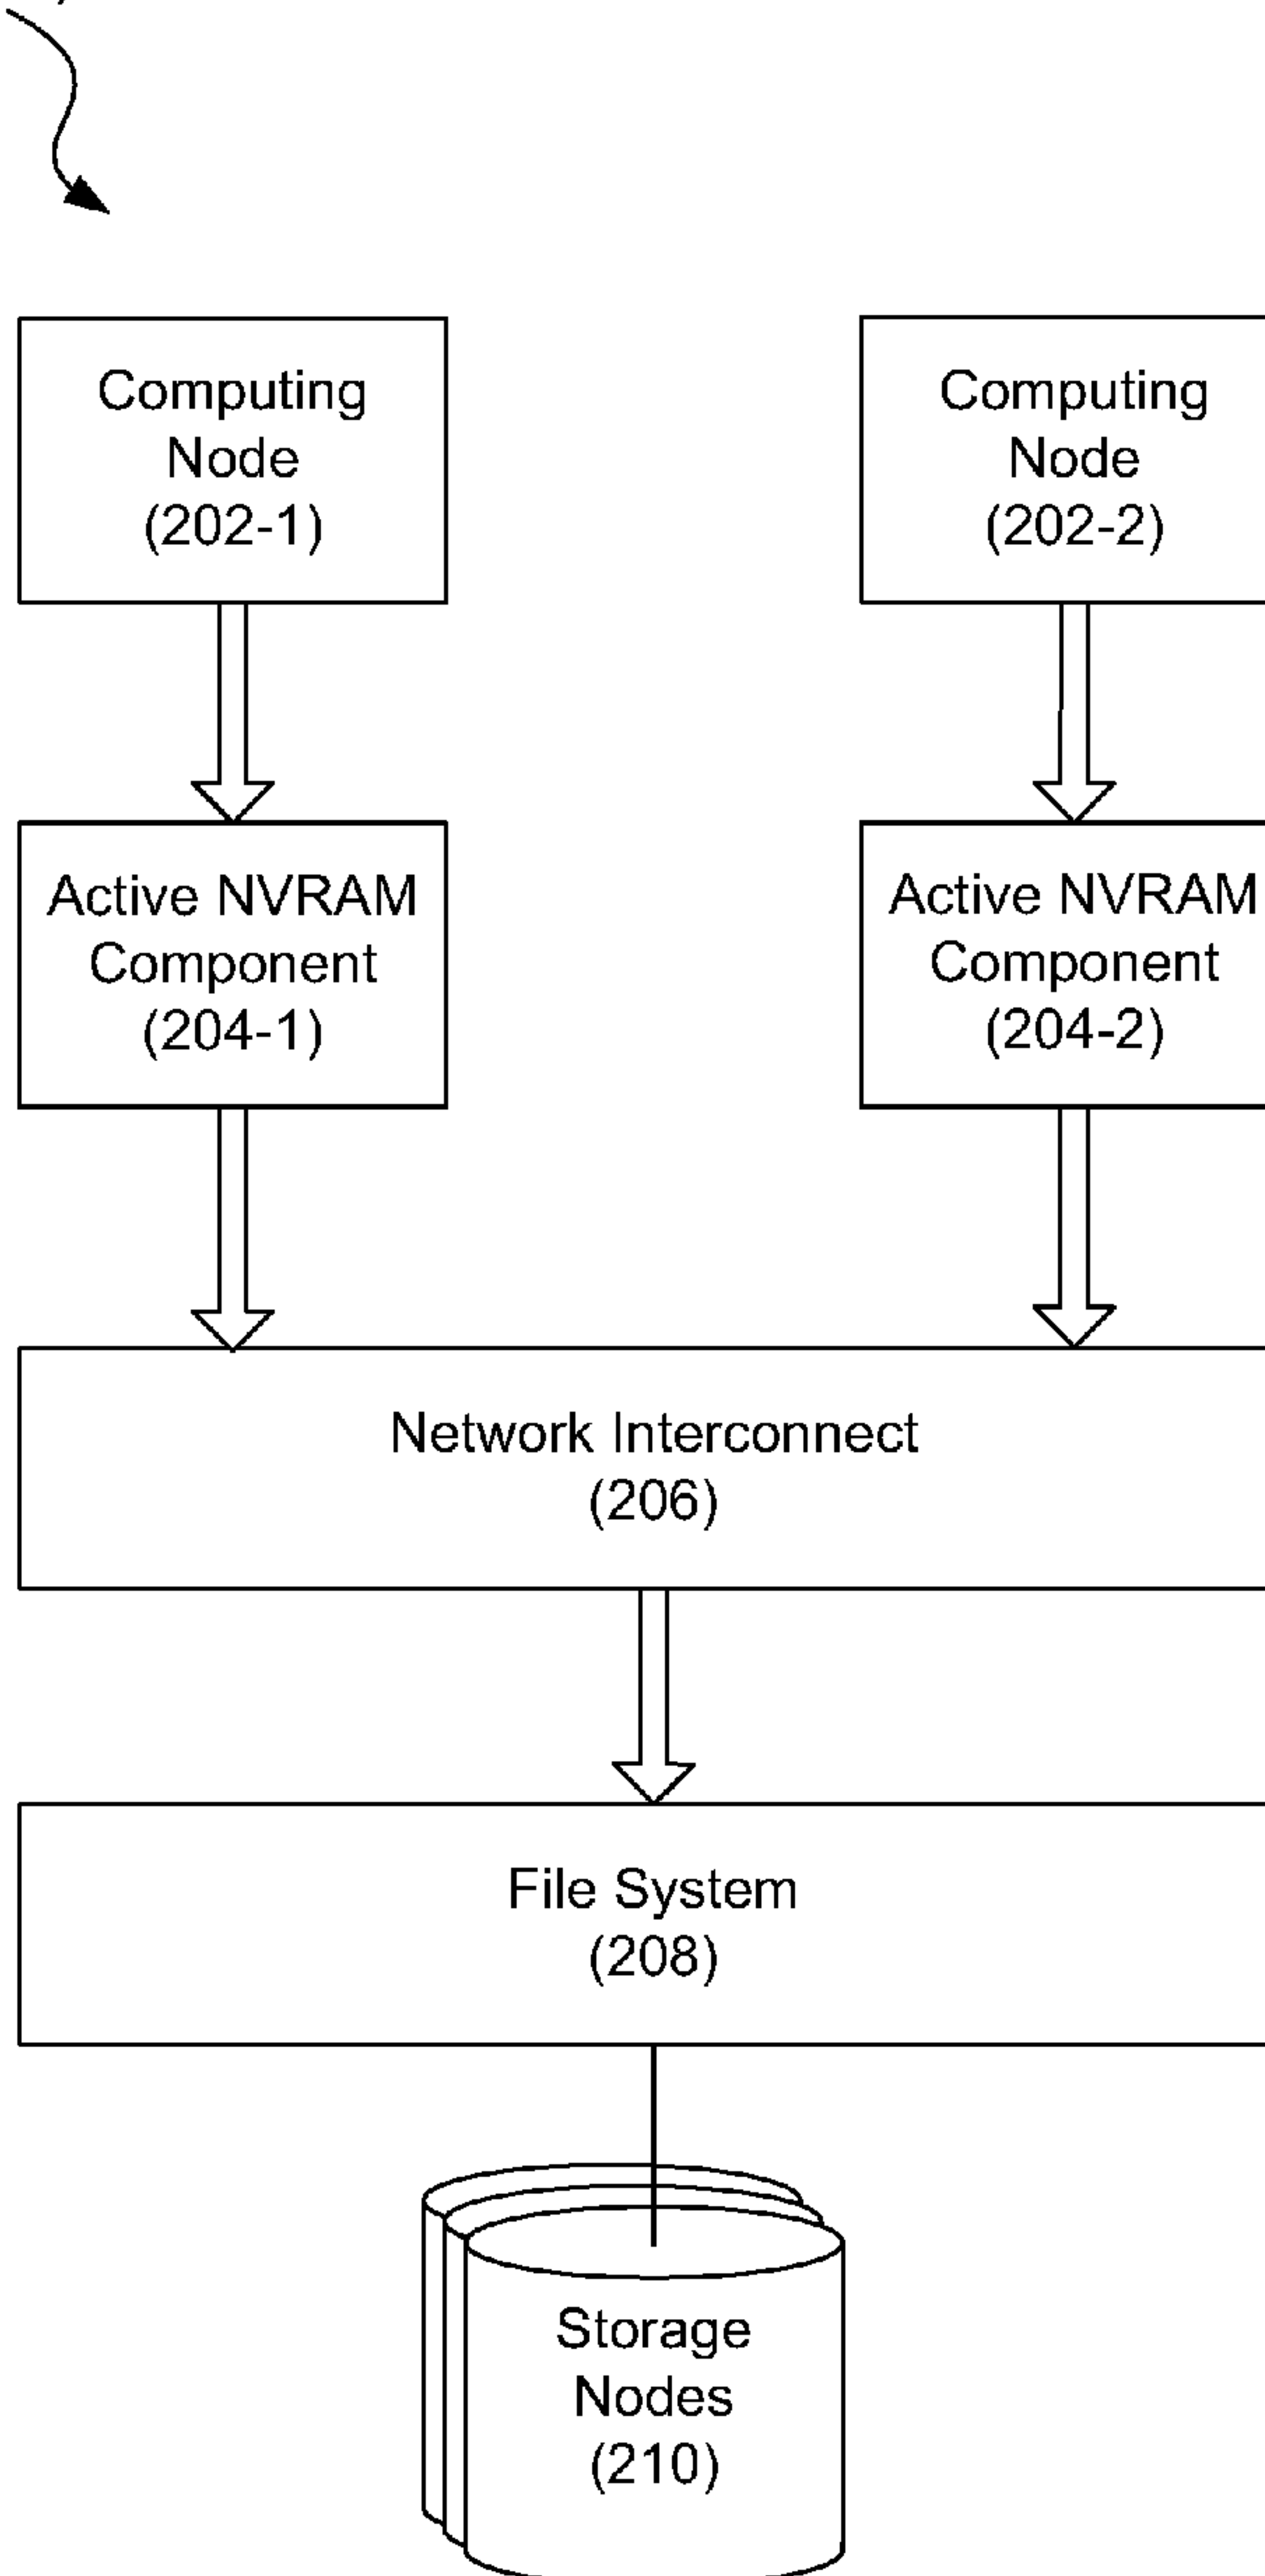 Computing
Node
(202-1)
Computing
Node
(202-2)
Active NVRAM
Component
(204-1)
Active NVRAM
Component
(204-2)
Network Interconnect
(206)
File System
(208)
Storage
Nodes
(210)